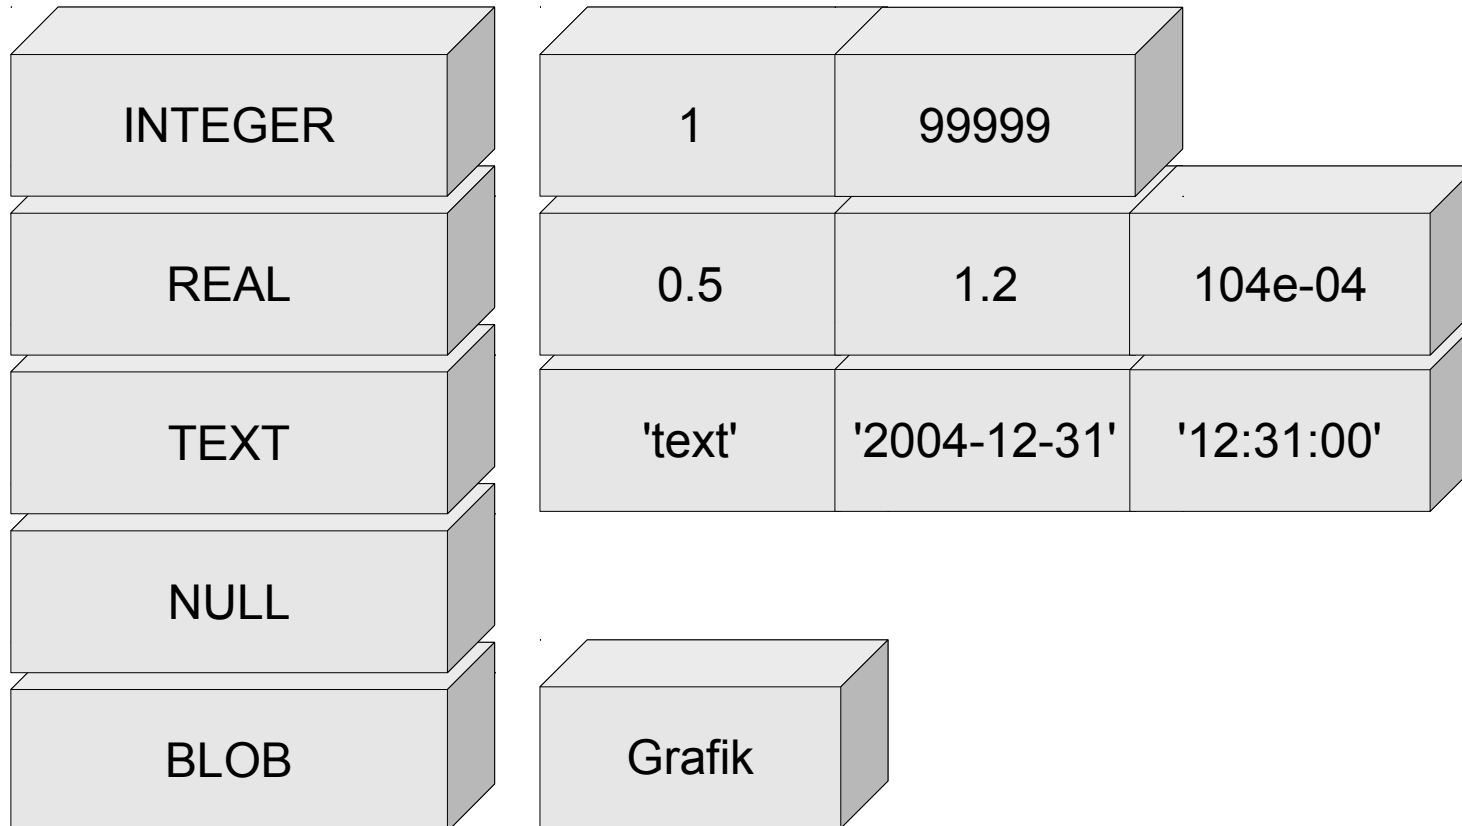 INTEGER 1 99999
REAL 0.5 1.2 104e-04
TEXT 'text' '2004-12-31' '12:31:00'
NULL
BLOB Grafik